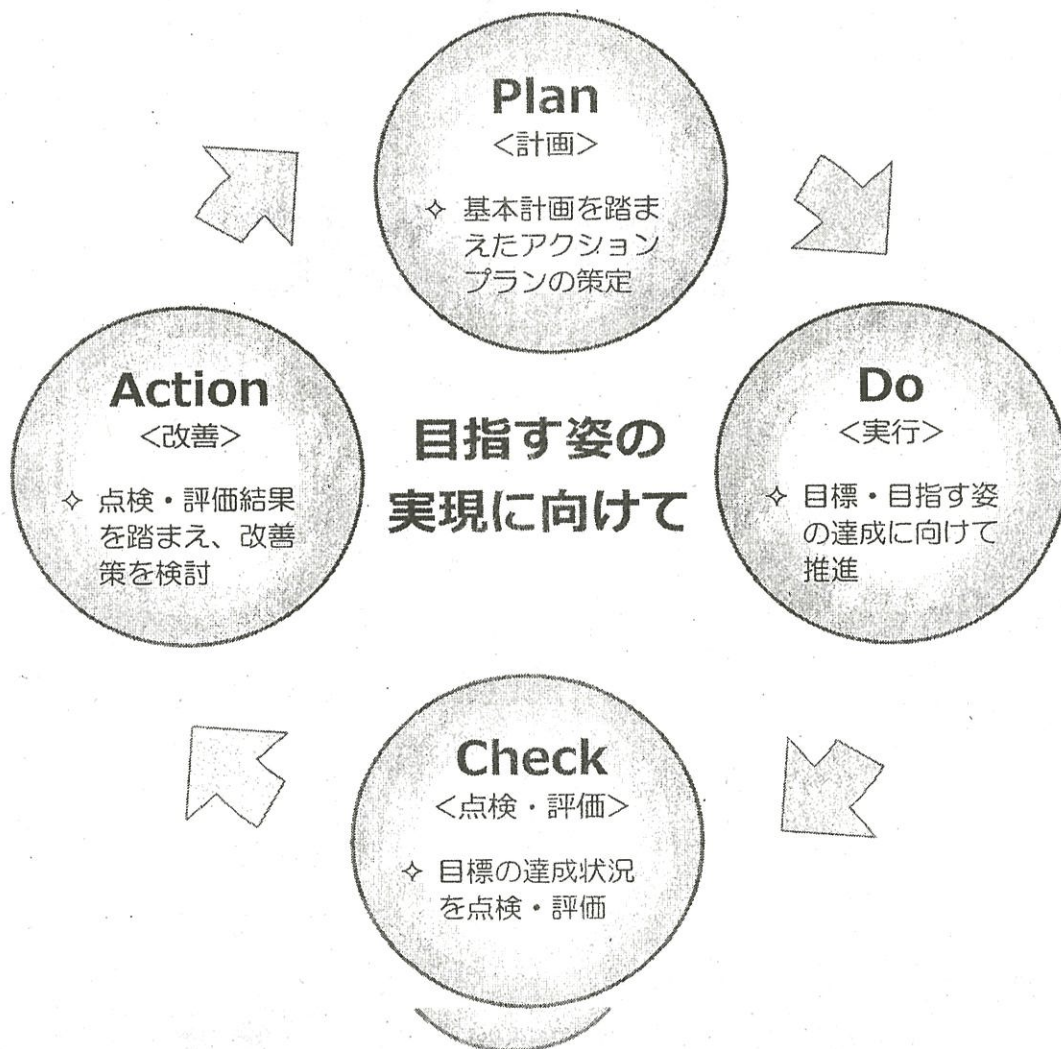 Plan
<計画>
✧ 基本計画を踏ま
えたアクション
プランの策定
Action
<改善>
✧ 点検・評価結果
を踏まえ、改善
策を検討
目指す姿の
実現に向けて
Do
<実行>
✧ 目標・目指す姿
の達成に向けて
推進
Check
<点検・評価>
✧ 目標の達成状況
を点検・評価